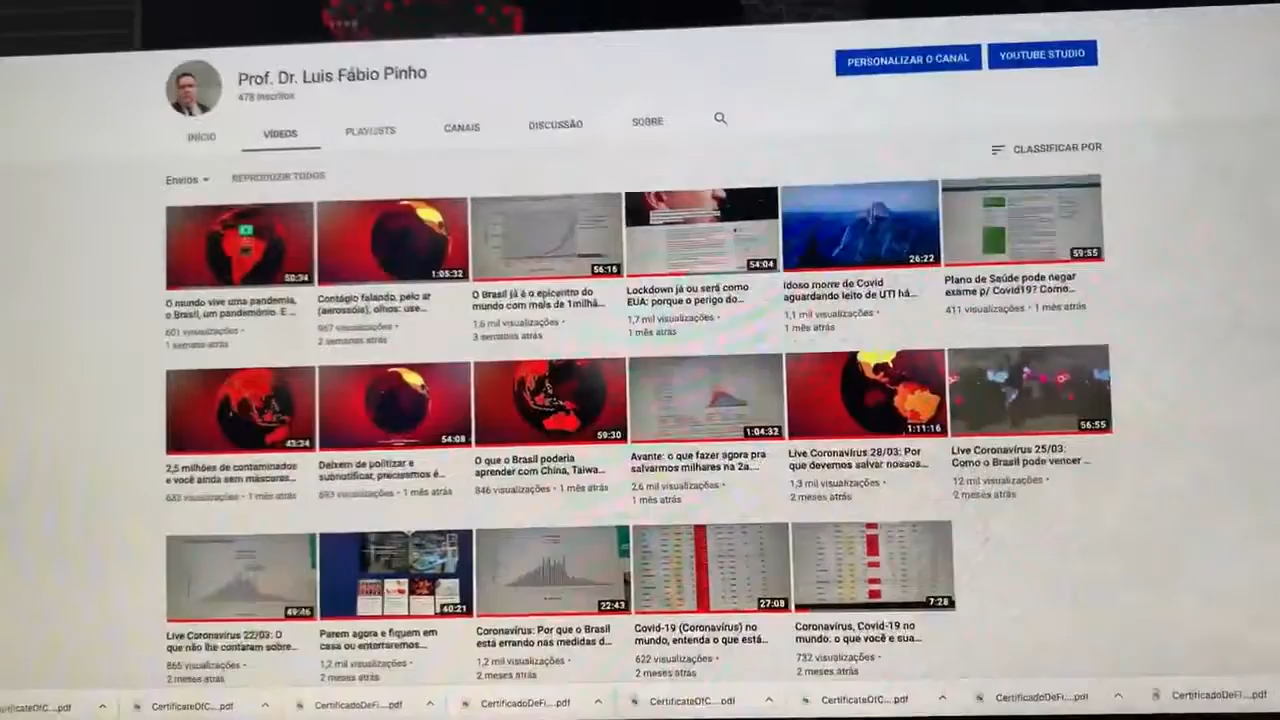 Prof. Dr. Luis Fábio Pinho
478 inscritos
PERSONALIZAR O CANAL
YOUTUBE STUDIO
INÍCIO
VÍDEOS
PLAYLISTS
CANAIS
DISCUSSÃO
SOBRE
Envios
REPRODUZIR TODOS
CLASSIFICAR POR
50:34
1:05:32
56:16
54:04
26:22
59:55
O mundo vive uma pandemia,
o Brasil, um pandemônio. E ...
601 visualizações •
1 semana atrás
Contágio falando, pelo ar
(aerossóis), olhos: use...
967 visualizações •
2 semanas atrás
O Brasil já é o epicentro do
mundo com mais de 1milhã...
1,6 mil visualizações •
3 semanas atrás
Lockdown já ou será como
EUA: porque o perigo do...
1,7 mil visualizações •
1 mês atrás
Idoso morre de Covid
aguardando leito de UTI há...
1,1 mil visualizações •
1 mês atrás
Plano de Saúde pode negar
exame p/ Covid19? Como...
411 visualizações • 1 mês atrás
43:24
54:08
59:30
1:04:32
1:11:16
56:55
2,5 milhões de contaminados
e você ainda sem máscaras...
632 visualizações • 1 mês atrás
Deixem de politizar e
subnotificar, precisamos é...
693 visualizações • 1 mês atrás
O que o Brasil poderia
aprender com China, Taiwa...
846 visualizações • 1 mês atrás
Avante: o que fazer agora pra
salvarmos milhares na 2a....
2,6 mil visualizações •
1 mês atrás
Live Coronavírus 28/03: Por
que devemos salvar nossos...
1,3 mil visualizações •
2 meses atrás
Live Coronavírus 25/03:
Como o Brasil pode vencer ...
12 mil visualizações •
2 meses atrás
49:46
40:21
22:43
27:08
7:28
Live Coronavírus 22/03: O
que não lhe contaram sobre...
865 visualizações •
2 meses atrás
Parem agora e fiquem em
casa ou enterraremos...
1,2 mil visualizações •
2 meses atrás
Coronavírus: Por que o Brasil
está errando nas medidas d...
1,2 mil visualizações •
2 meses atrás
Covid-19 (Coronavírus) no
mundo, entenda o que está...
622 visualizações •
2 meses atrás
Coronavírus, Covid-19 no
mundo: o que você e sua...
732 visualizações •
2 meses atrás
CertificateOfC....pdf
CertificadoDeFi....pdf
CertificateOfC....pdf
CertificadoDeFi....pdf
CertificateOfC....pdf
CertificateOfC....pdf
CertificadoDeFi....pdf
CertificadoDeFi....pdf